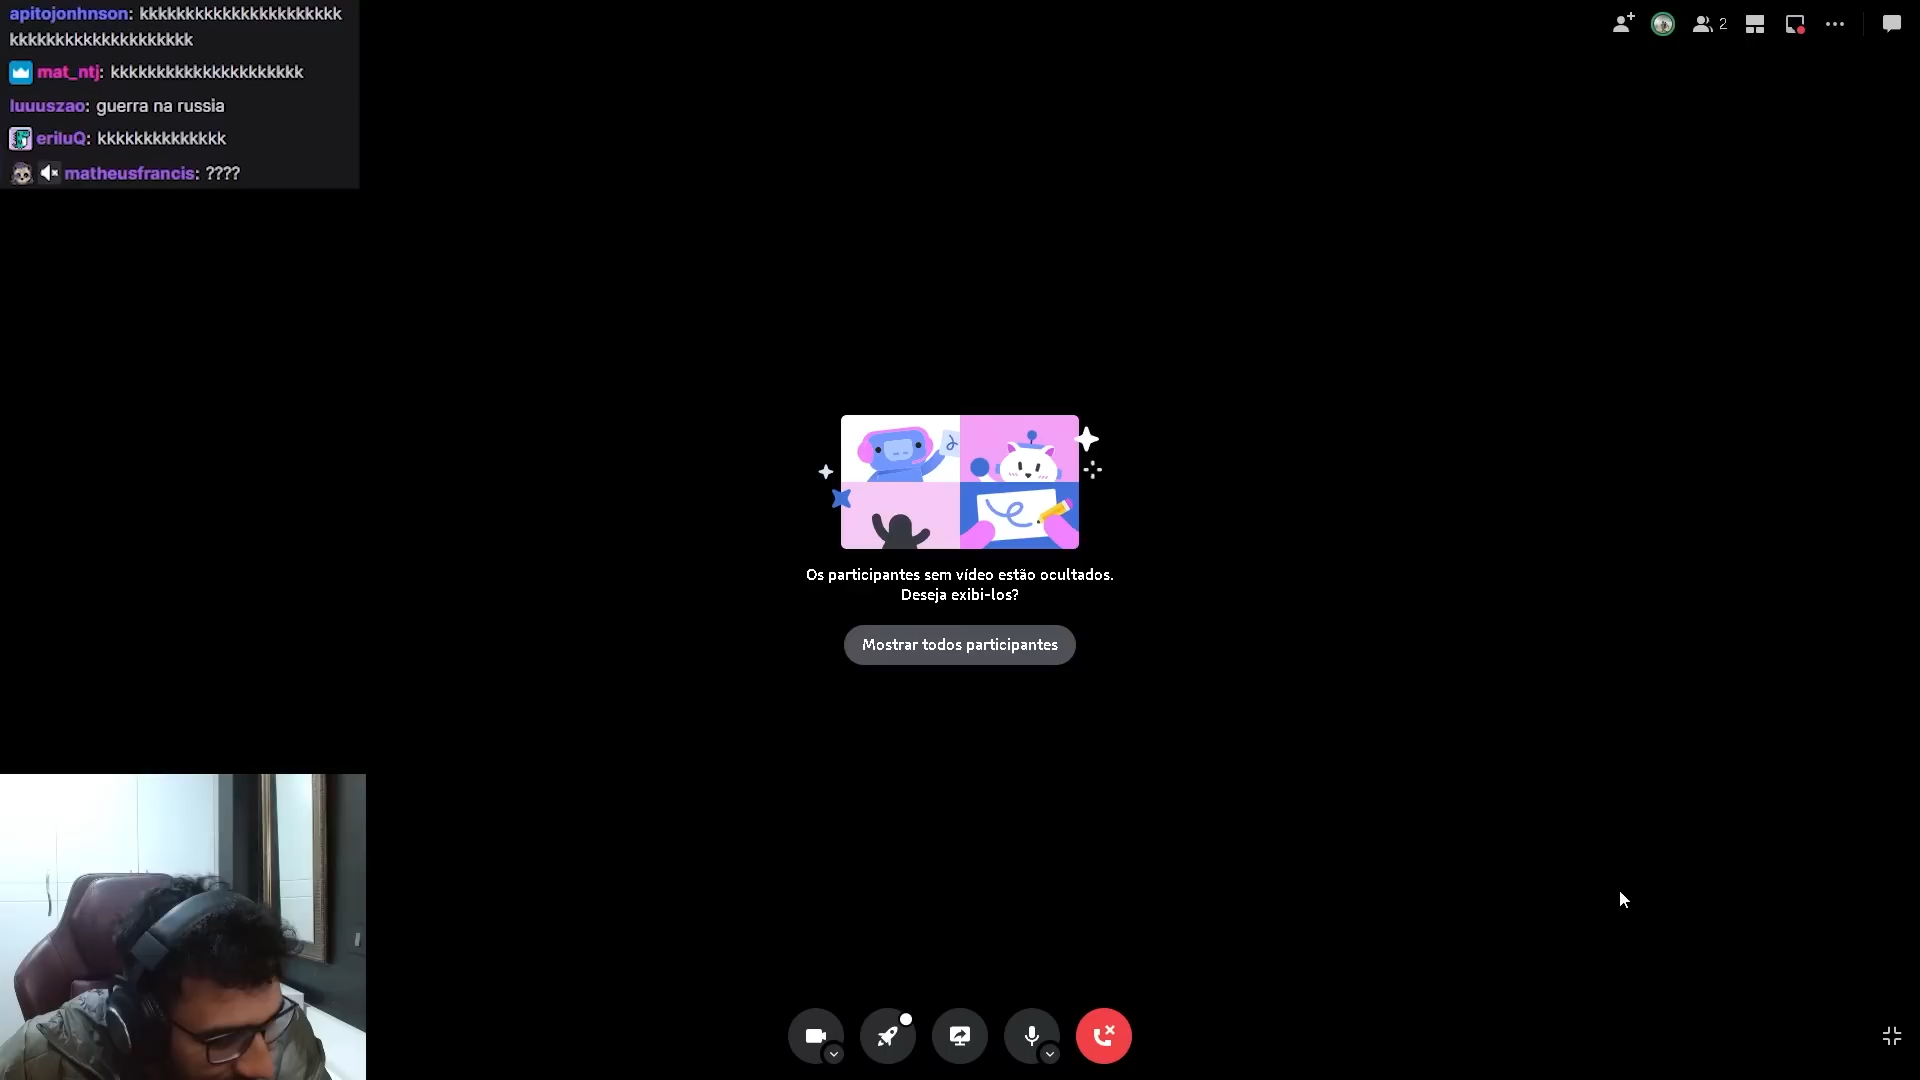 apitojonhnson: kkkkkkkkkkkkkkkkkkkkkk
kkkkkkkkkkkkkkkkkkkk
mat_ntj: kkkkkkkkkkkkkkkkkkkkk
luuuszao: guerra na russia
eriluQ: kkkkkkkkkkkkkk
matheusfrancis: ????
2
Os participantes sem vídeo estão ocultados.
Deseja exibi-los?
Mostrar todos participantes